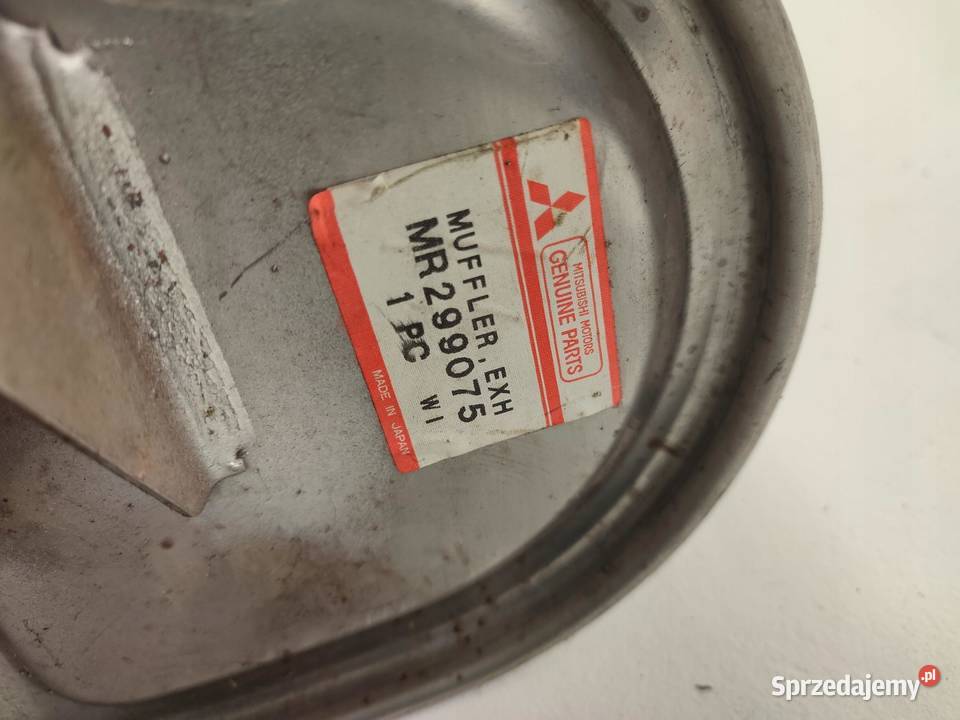 MITSUBISHI MOTORS
GENUINE PARTS
MUFFLER, EXH
MR299075
1 PC WI
MADE IN JAPAN
Sprzedajemy.pl